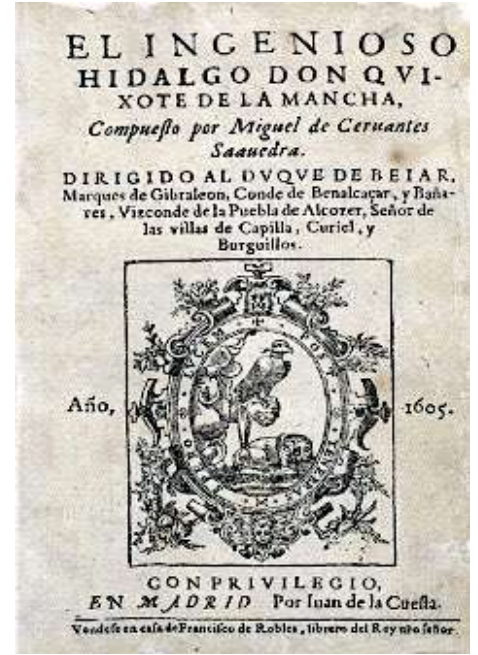 EL INGENIOSO
HIDALGO DON QVI-
XOTE DE LA MANCHA,
Compuesto por Miguel de Ceruantes
Saauedra.
DIRIGIDO AL DVQVE DE BEIAR,
Marques de Gibraleon, Conde de Benalcaçar, y Baña-
res, Vizconde de la Puebla de Alcozer, Señor de
las villas de Capilla, Curiel, y
Burguillos.
Año, 1605.
CON PRIVILEGIO,
EN MADRID Por Iuan de la Cuesta.
Vendese en casa de Francisco de Robles, librero del Rey nro señor.